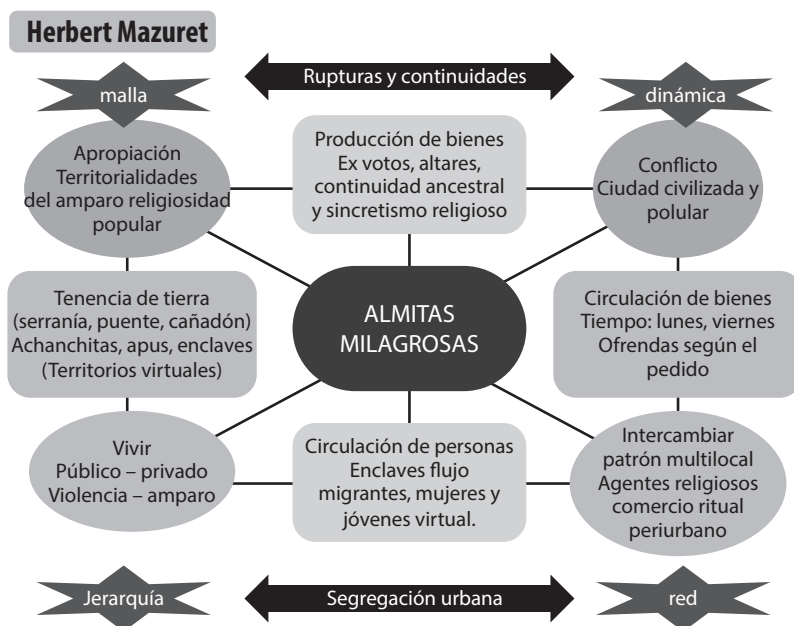 Herbert Mazuret
Rupturas y continuidades
malla
dinámica
Apropiación
Territorialidades
del amparo religiosidad
popular
Producción de bienes
Ex votos, altares,
continuidad ancestral
y sincretismo religioso
Conflicto
Ciudad civilizada y
polular
Tenencia de tierra
(serranía, puente, cañadón)
Achanchitas, apus, enclaves
(Territorios virtuales)
ALMITAS
MILAGROSAS
Circulación de bienes
Tiempo: lunes, viernes
Ofrendas según el
pedido
Vivir
Público – privado
Violencia – amparo
Circulación de personas
Enclaves flujo
migrantes, mujeres y
jóvenes virtual.
Intercambiar
patrón multilocal
Agentes religiosos
comercio ritual
periurbano
Jerarquía
Segregación urbana
red